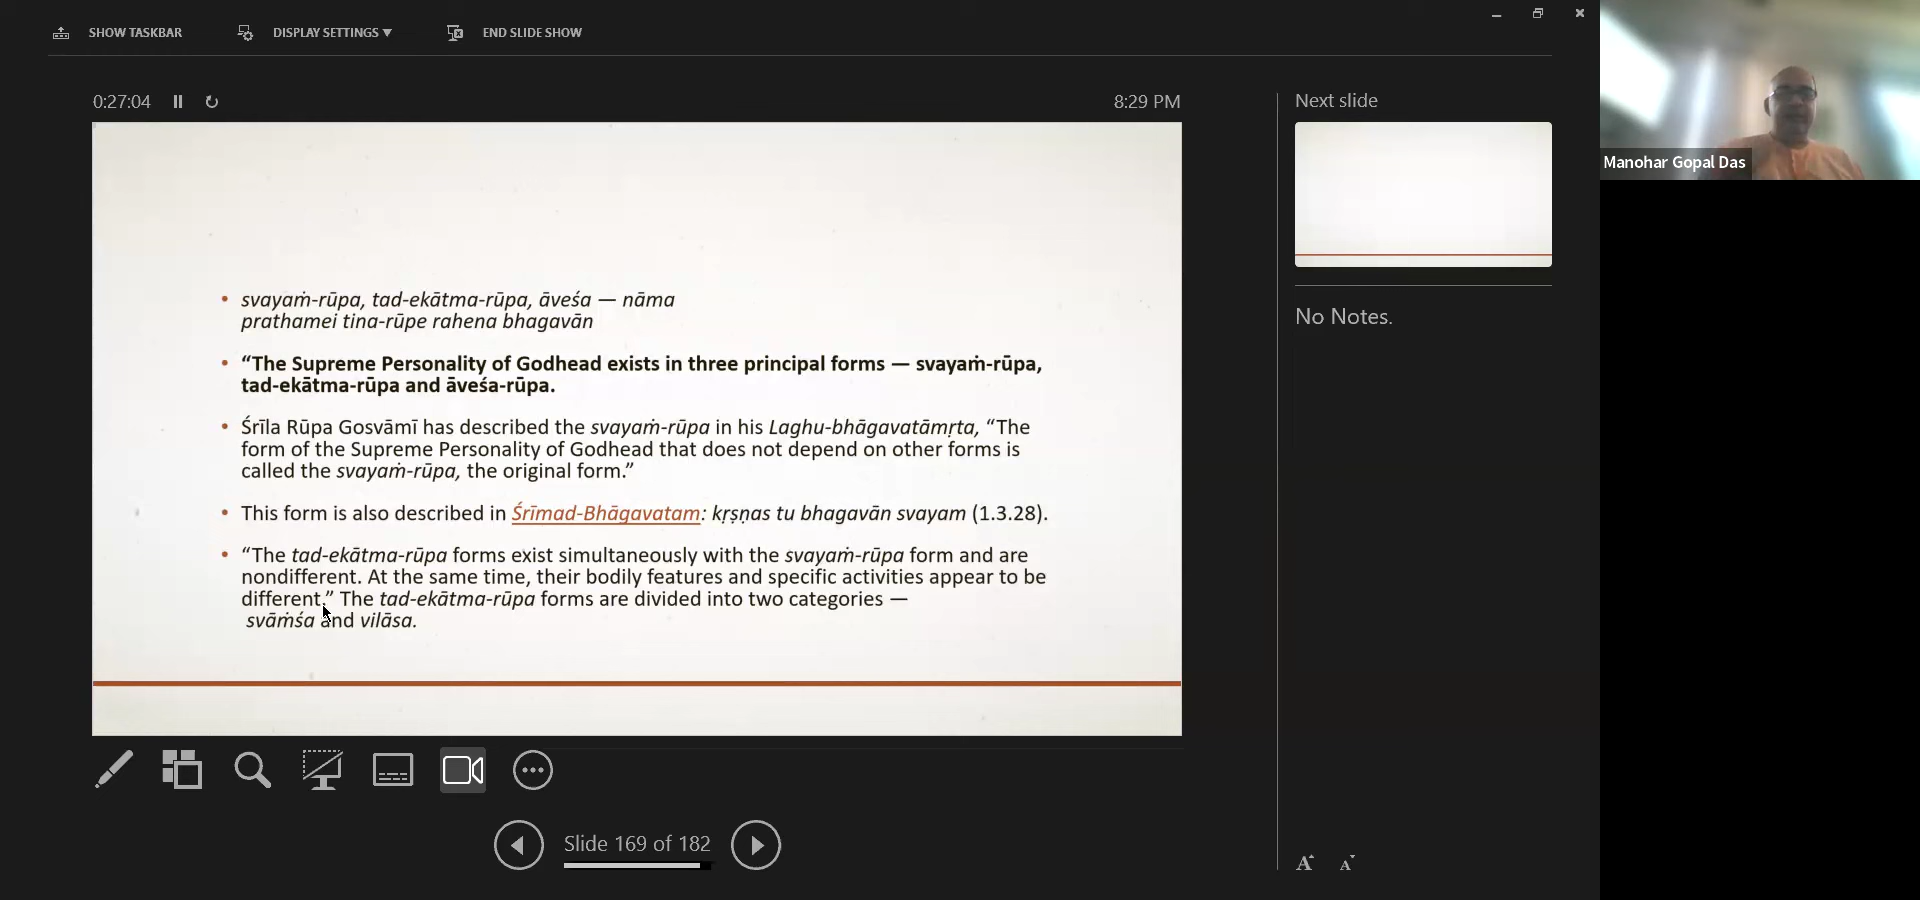 SHOW TASKBAR
DISPLAY SETTINGS ▼
END SLIDE SHOW
0:27:04
8:29 PM
Next slide
Manohar Gopal Das
• svayaṁ-rūpa, tad-ekātma-rūpa, āveśa — nāma
prathamei tina-rūpe rahena bhagavān
• “The Supreme Personality of Godhead exists in three principal forms — svayaṁ-rūpa,
tad-ekātma-rūpa and āveśa-rūpa.
• Śrīla Rūpa Gosvāmī has described the svayaṁ-rūpa in his Laghu-bhāgavatāmṛta, “The
form of the Supreme Personality of Godhead that does not depend on other forms is
called the svayaṁ-rūpa, the original form.”
• This form is also described in Śrīmad-Bhāgavatam: kṛṣṇas tu bhagavān svayam (1.3.28).
• “The tad-ekātma-rūpa forms exist simultaneously with the svayaṁ-rūpa form and are
nondifferent. At the same time, their bodily features and specific activities appear to be
different.” The tad-ekātma-rūpa forms are divided into two categories —
svāṁśa and vilāsa.
No Notes.
Slide 169 of 182
A
A